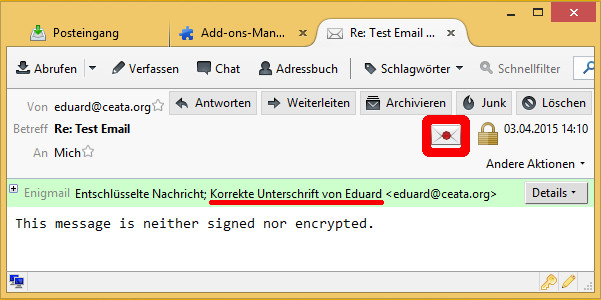 Posteingang
Add-ons-Man...
Re: Test Email ...
Abrufen
Verfassen
Chat
Adressbuch
Schlagwörter
Schnellfilter
Von eduard@ceata.org
Antworten
Weiterleiten
Archivieren
Junk
Löschen
Betreff Re: Test Email
03.04.2015 14:10
An Mich
Andere Aktionen
Enigmail Entschlüsselte Nachricht; Korrekte Unterschrift von Eduard <eduard@ceata.org>
Details
This message is neither signed nor encrypted.